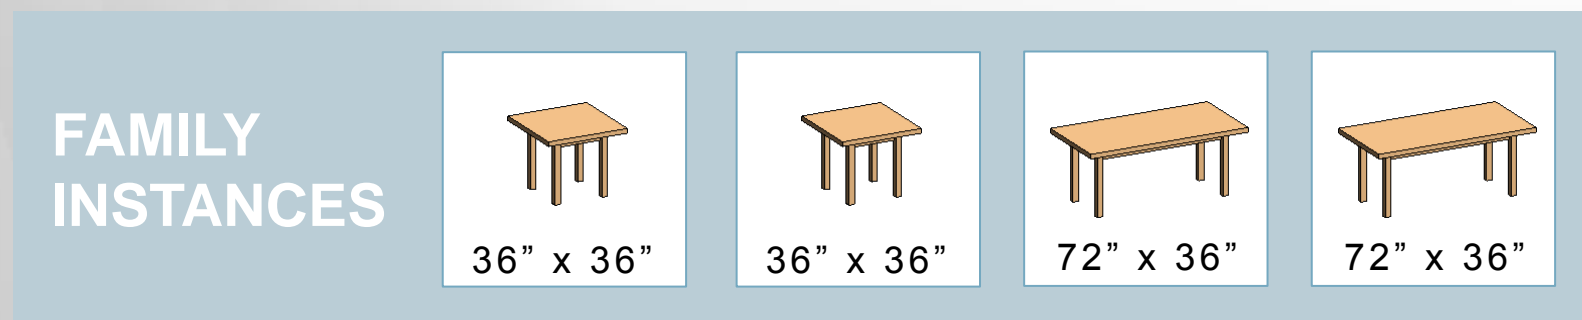 FAMILY
INSTANCES
36” x 36”
36” x 36”
72” x 36”
72” x 36”